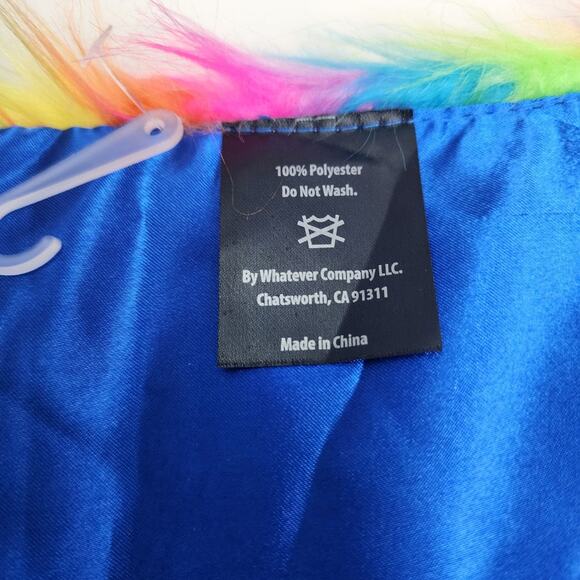 100% Polyester
Do Not Wash.
By Whatever Company LLC.
Chatsworth, CA 91311
Made in China